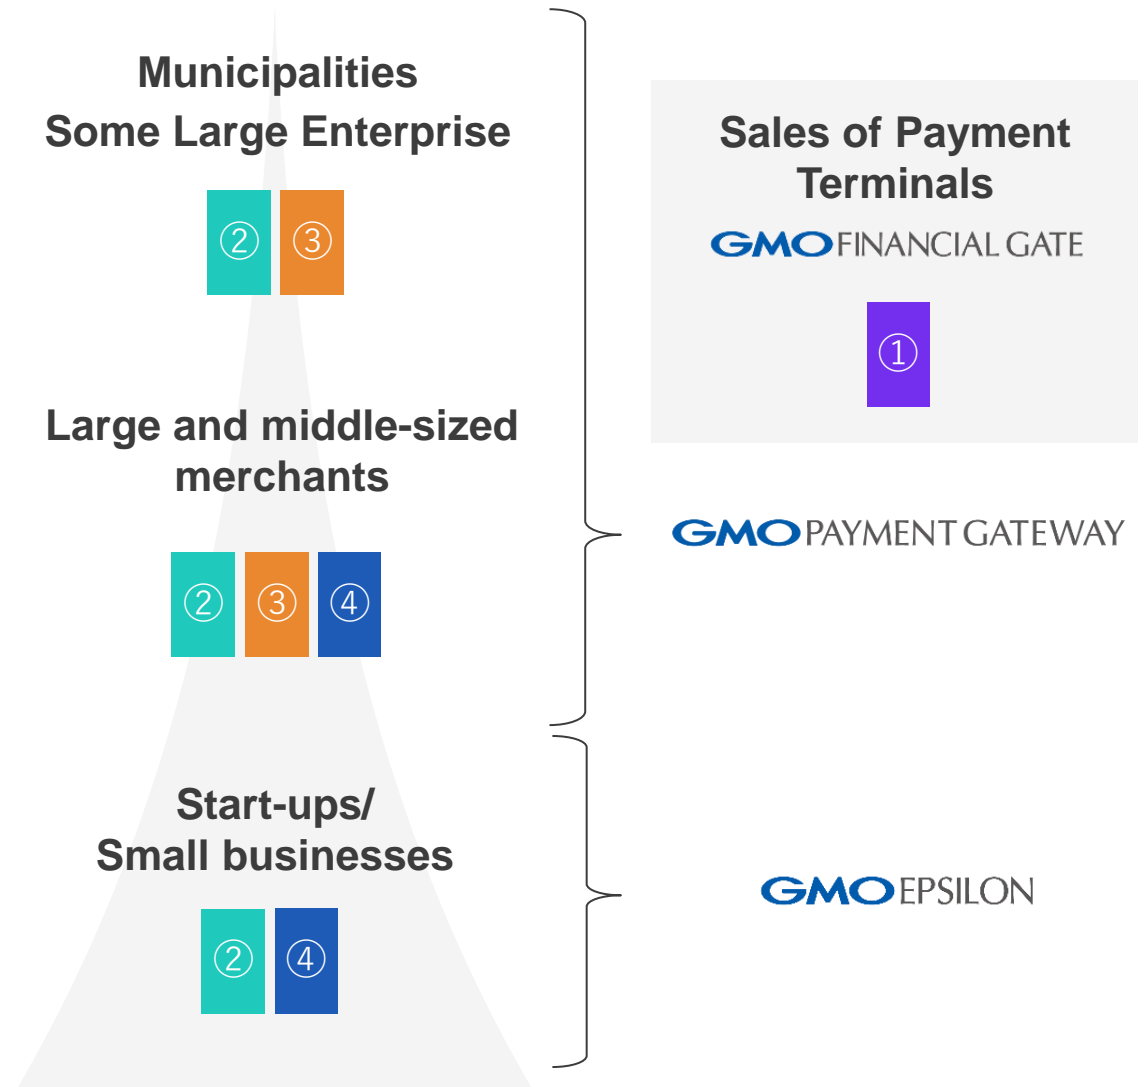 Municipalities
Some Large Enterprise
② ③
Large and middle-sized
merchants
② ③ ④
Start-ups/
Small businesses
② ④
Sales of Payment
Terminals
GMO FINANCIAL GATE
①
GMO PAYMENT GATEWAY
GMO EPSILON